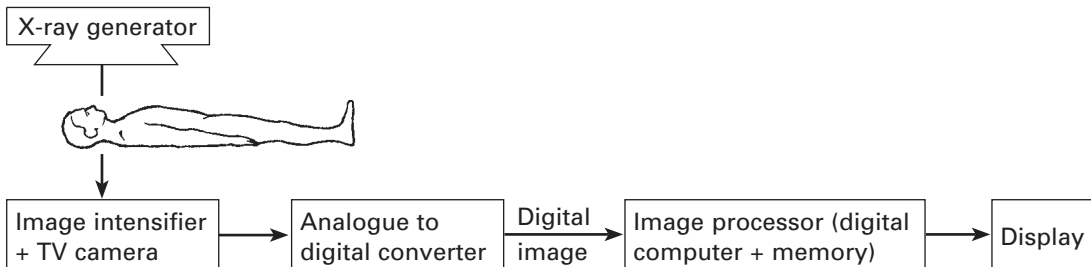 X-ray generator
Image intensifier
+ TV camera
Analogue to
digital converter
Digital
image
Image processor (digital
computer + memory)
Display